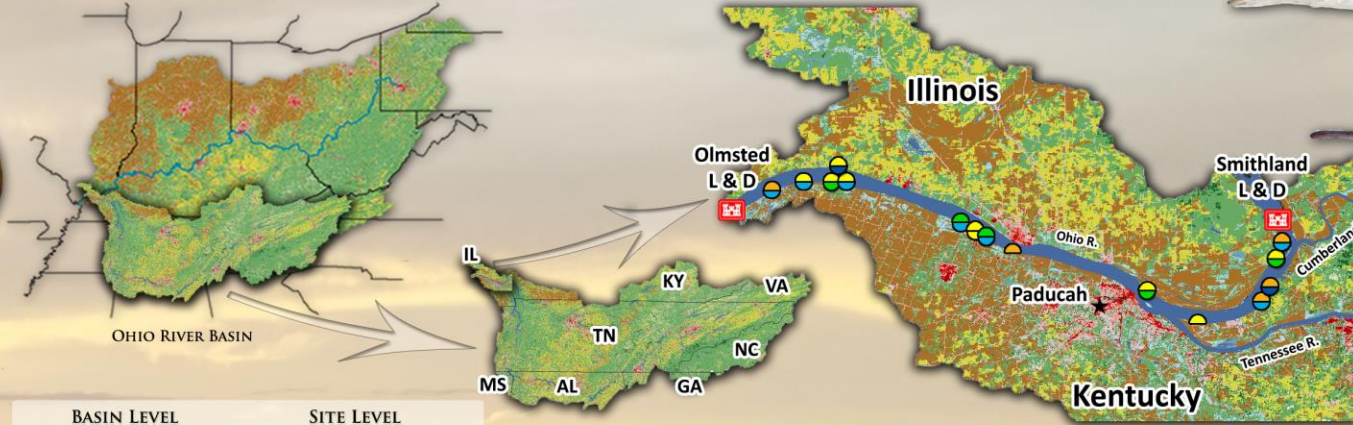 OHIO RIVER BASIN
IL
KY
VA
TN
NC
MS
AL
GA
Illinois
Olmsted
L & D
Smithland
L & D
Ohio R.
Paducah
Tennessee R.
Kentucky
BASIN LEVEL
SITE LEVEL